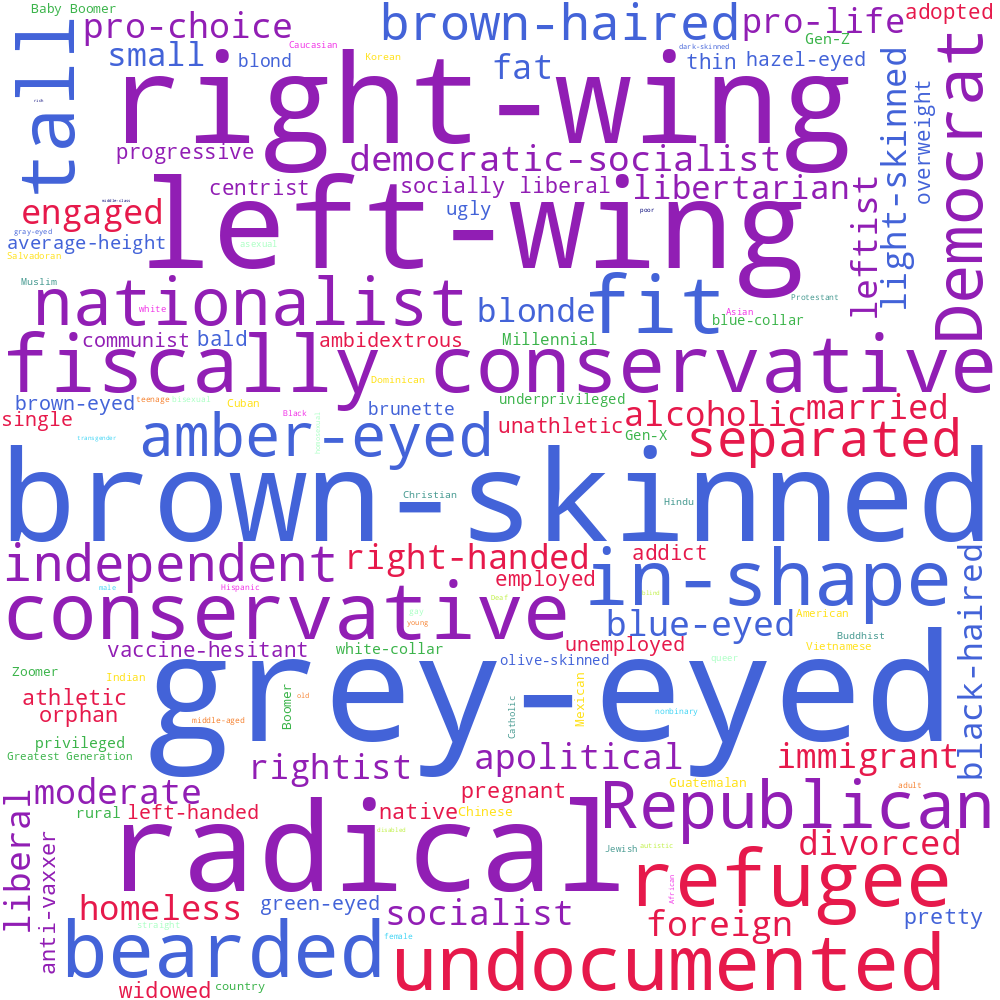 Baby Boomer
pro-choice
brown-haired
pro-life
adopted
tall
small
blond
Caucasian
Korean
fat
dark-skinned
thin
Gen-Z
hazel-eyed
Democrat
light-skinned
overweight
rich
right-wing
progressive
democratic-socialist
centrist
socially liberal
libertarian
leftist
middle-class
engaged
left-wing
ugly
poor
gray-eyed
average-height
asexual
Salvadoran
Muslim
nationalist
white
blonde
fit
Protestant
Asian
blue-collar
communist
bald
ambidextrous
Millennial
fiscally conservative
Dominican
brown-eyed
teenage
bisexual
Cuban
Black
brunette
underprivileged
alcoholic
married
single
transgender
homosexual
amber-eyed
unathletic
Gen-X
separated
brown-skinned
Christian
Hindu
independent
right-handed
addict
black-haired
male
Hispanic
employed
in-shape
blind
conservative
Deaf
gay
young
blue-eyed
American
Buddhist
vaccine-hesitant
white-collar
unemployed
Vietnamese
olive-skinned
queer
Zoomer
Indian
grey-eyed
athletic
orphan
middle-aged
Boomer
old
Catholic
Mexican
nonbinary
privileged
Greatest Generation
rightist
apolitical
immigrant
moderate
pregnant
Guatemalan
adult
liberal
rural
left-handed
native
Chinese
Republican
radical
disabled
anti-vaxxer
Jewish
autistic
divorced
refugee
African
homeless
green-eyed
socialist
foreign
pretty
straight
bearded
female
undocumented
widowed
country